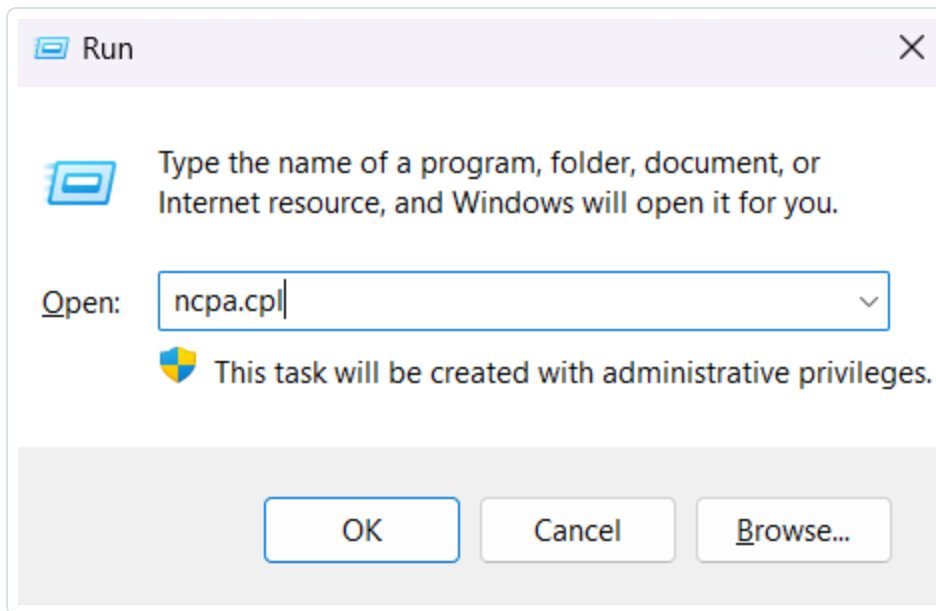 Run
Type the name of a program, folder, document, or
Internet resource, and Windows will open it for you.
Open: ncpa.cpl
This task will be created with administrative privileges.
OK Cancel Browse...